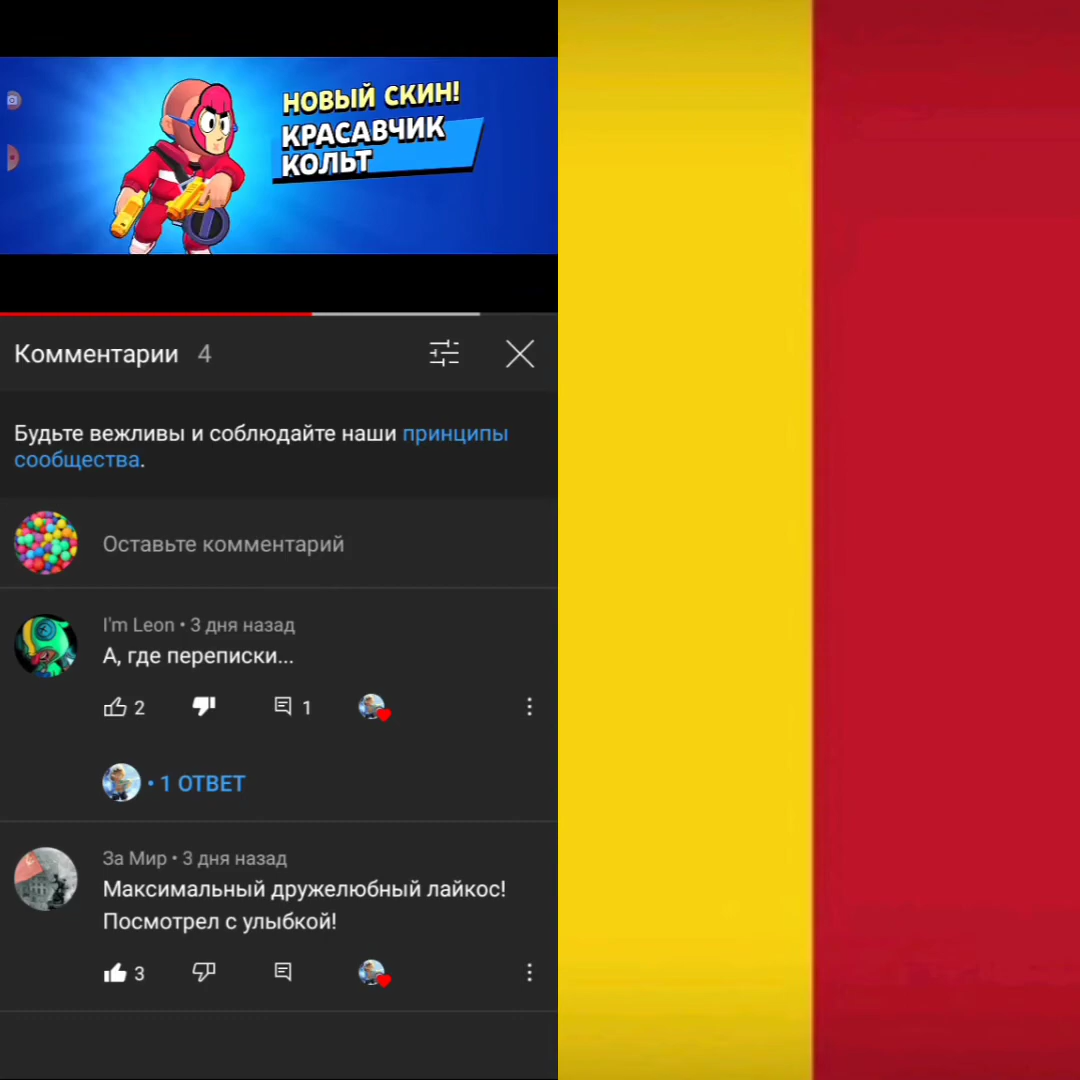 НОВЫЙ СКИН!
КРАСАВЧИК
КОЛЬТ
Комментарии 4
Будьте вежливы и соблюдайте наши принципы
сообщества.
Оставьте комментарий
I'm Leon • 3 дня назад
А, где переписки...
2 1
• 1 ОТВЕТ
За Мир • 3 дня назад
Максимальный дружелюбный лайкос!
Посмотрел с улыбкой!
3